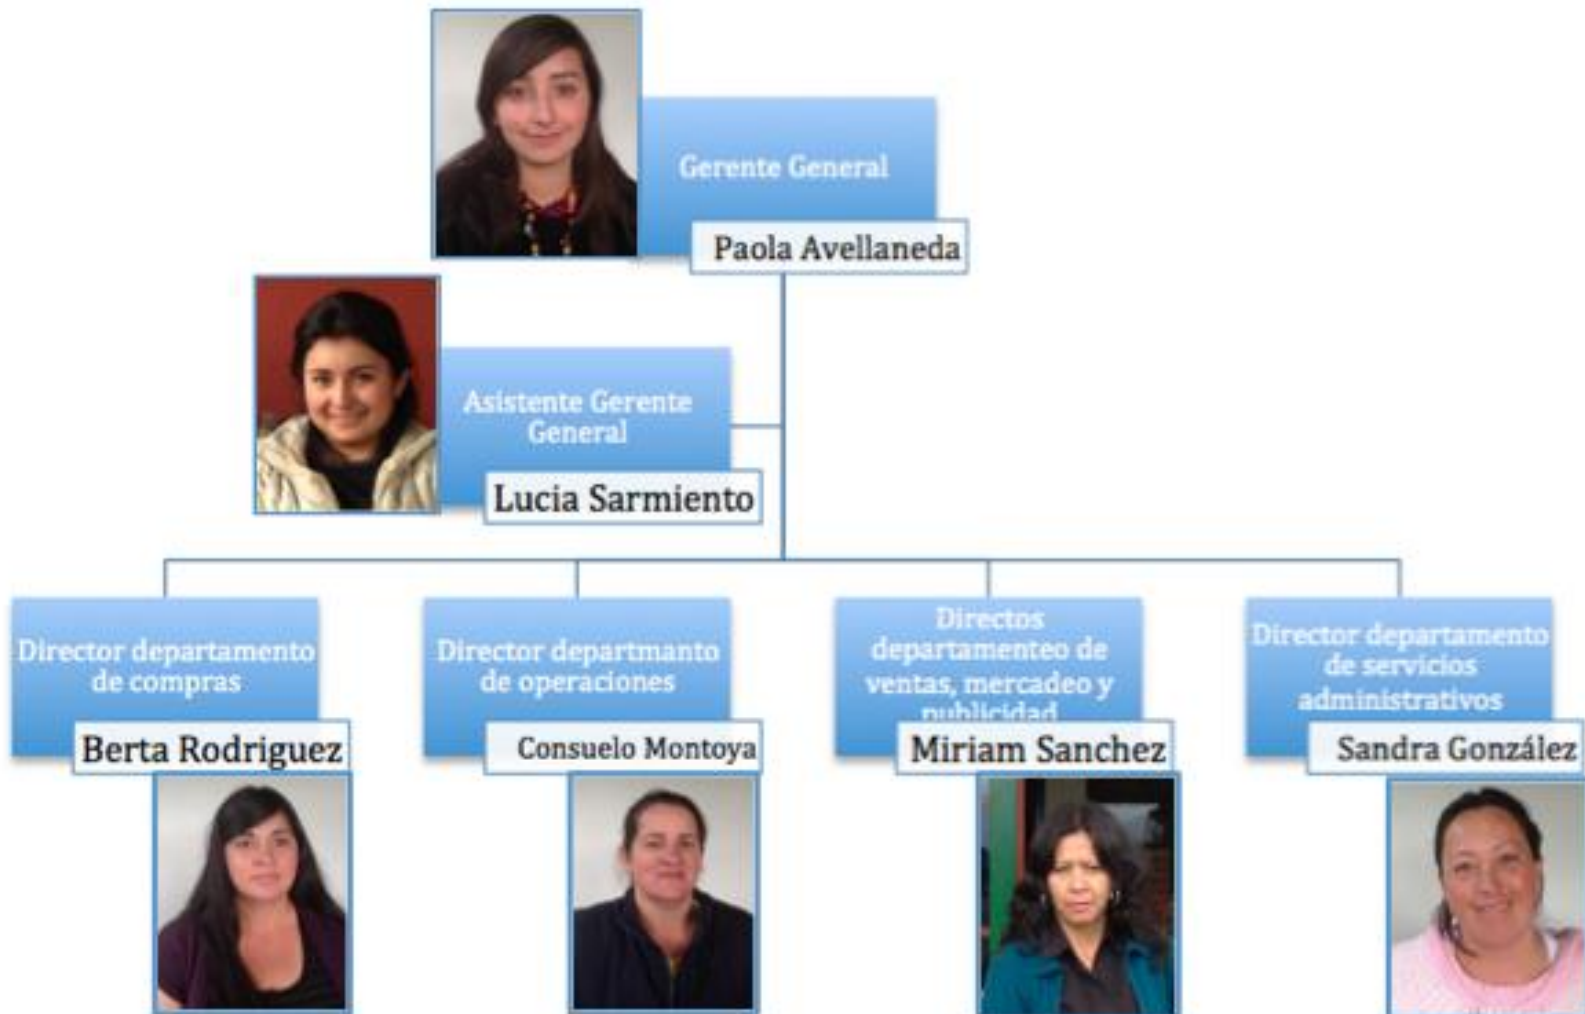 Gerente General
Paola Avellaneda
Asistente Gerente
General
Lucia Sarmiento
Director departamento
de compras
Berta Rodriguez
Director departmanto
de operaciones
Consuelo Montoya
Directos
departamenteo de
ventas, mercadeo y
publicidad
Miriam Sanchez
Director departamento
de servicios
administrativos
Sandra González